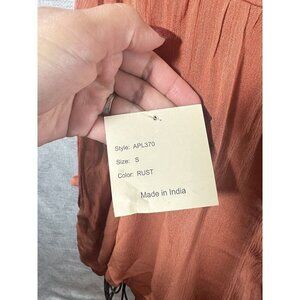 Style: APL370
Size: S
Color: RUST
Made in India